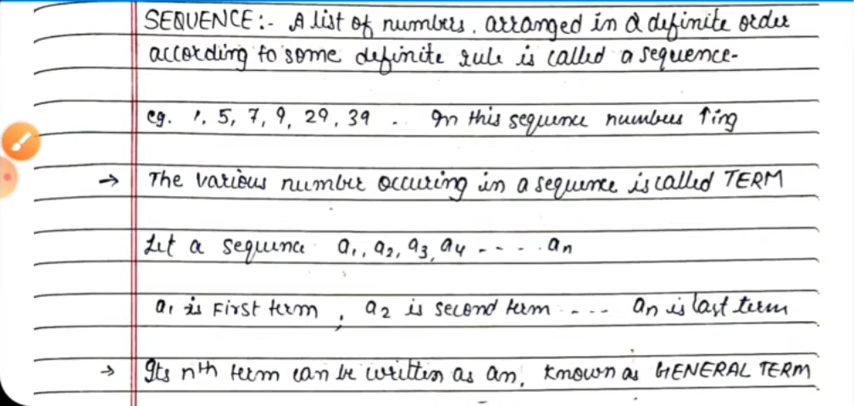 SEQUENCE:- A list of numbers. arranged in a definite order
according to some definite rule is called a sequence-
eg. 1, 5, 7, 9, 29, 39 . In this sequence numbers ↑ing
→ The various number occuring in a sequence is called TERM
Let a sequence a1, a2, a3, a4 - - - - . an
a1 is First term , a2 is second term - - - - an is last term
→ Its nth term can be written as an, known as GENERAL TERM